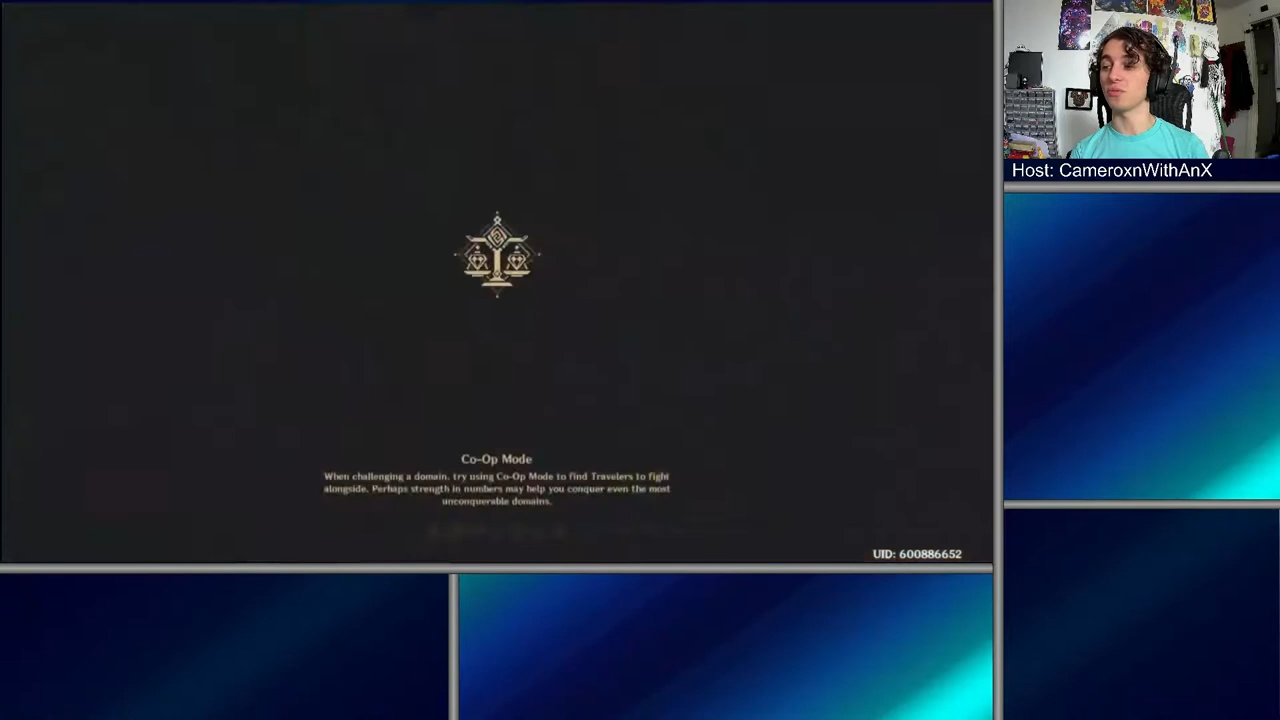 Host: CameroxnWithAnX
Co-Op Mode
When challenging a domain, try using Co-Op Mode to find Travelers to fight
alongside. Perhaps strength in numbers may help you conquer even the most
unconquerable domains.
UID: 600886652